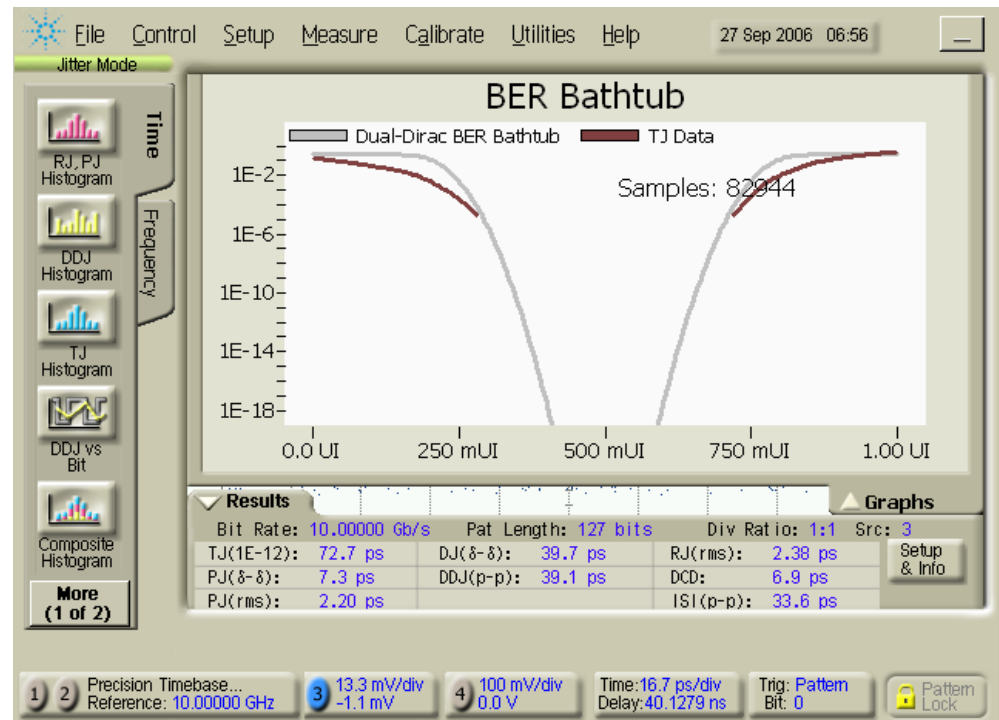 File Control Setup Measure Calibrate Utilities Help 27 Sep 2006 06:56
Jitter Mode
Time
Frequency
RJ, PJ
Histogram
DDJ
Histogram
TJ
Histogram
DDJ vs
Bit
Composite
Histogram
More
(1 of 2)
BER Bathtub
Dual-Dirac BER Bathtub TJ Data
Samples: 82944
1E-2
1E-6
1E-10
1E-14
1E-18
0.0 UI 250 mUI 500 mUI 750 mUI 1.00 UI
Results Graphs
Bit Rate: 10.00000 Gb/s Pat Length: 127 bits Div Ratio: 1:1 Src: 3
TJ(1E-12): 72.7 ps DJ(δ-δ): 39.7 ps RJ(rms): 2.38 ps
PJ(δ-δ): 7.3 ps DDJ(p-p): 39.1 ps DCD: 6.9 ps
PJ(rms): 2.20 ps ISI(p-p): 33.6 ps
Setup
& Info
1 2 Precision Timebase...
Reference: 10.00000 GHz
3 13.3 mV/div
-1.1 mV
4 100 mV/div
0.0 V
Time:16.7 ps/div
Delay:40.1279 ns
Trig: Pattern
Bit: 0
Pattern
Lock